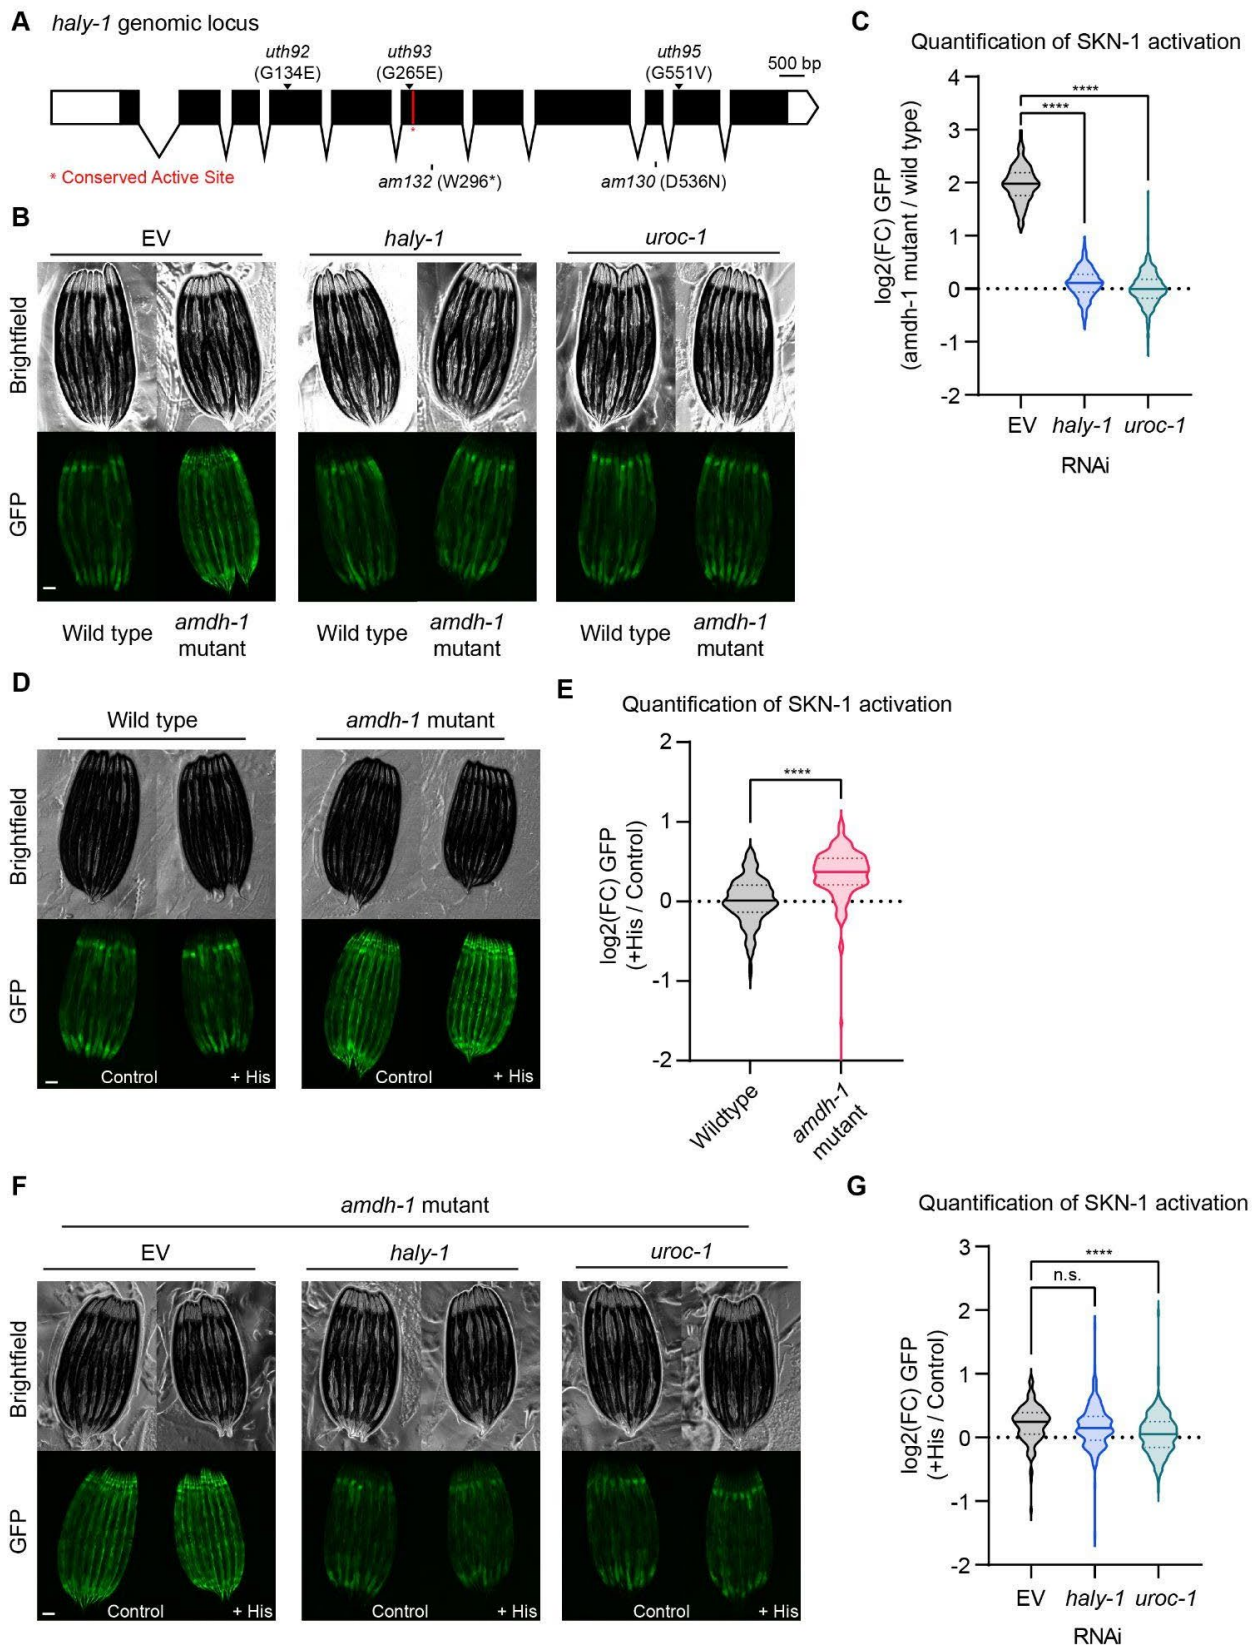 A
haly-1 genomic locus
uth92
(G134E)
uth93
(G265E)
uth95
(G551V)
500 bp
*
* Conserved Active Site
am132 (W296*)
am130 (D536N)
B
EV
haly-1
uroc-1
Brightfield
GFP
Wild type
amdh-1
mutant
Wild type
amdh-1
mutant
Wild type
amdh-1
mutant
C
Quantification of SKN-1 activation
log2(FC) GFP
(amdh-1 mutant / wild type)
4
3
2
1
0
-1
-2
****
****
EV haly-1 uroc-1
RNAi
D
Wild type
amdh-1 mutant
Brightfield
GFP
Control + His
Control + His
E
Quantification of SKN-1 activation
log2(FC) GFP
(+His / Control)
2
1
0
-1
-2
****
Wildtype
amdh-1
mutant
F
amdh-1 mutant
EV
haly-1
uroc-1
Brightfield
GFP
Control + His
Control + His
Control + His
G
Quantification of SKN-1 activation
log2(FC) GFP
(+His / Control)
3
2
1
0
-1
-2
****
n.s.
EV haly-1 uroc-1
RNAi